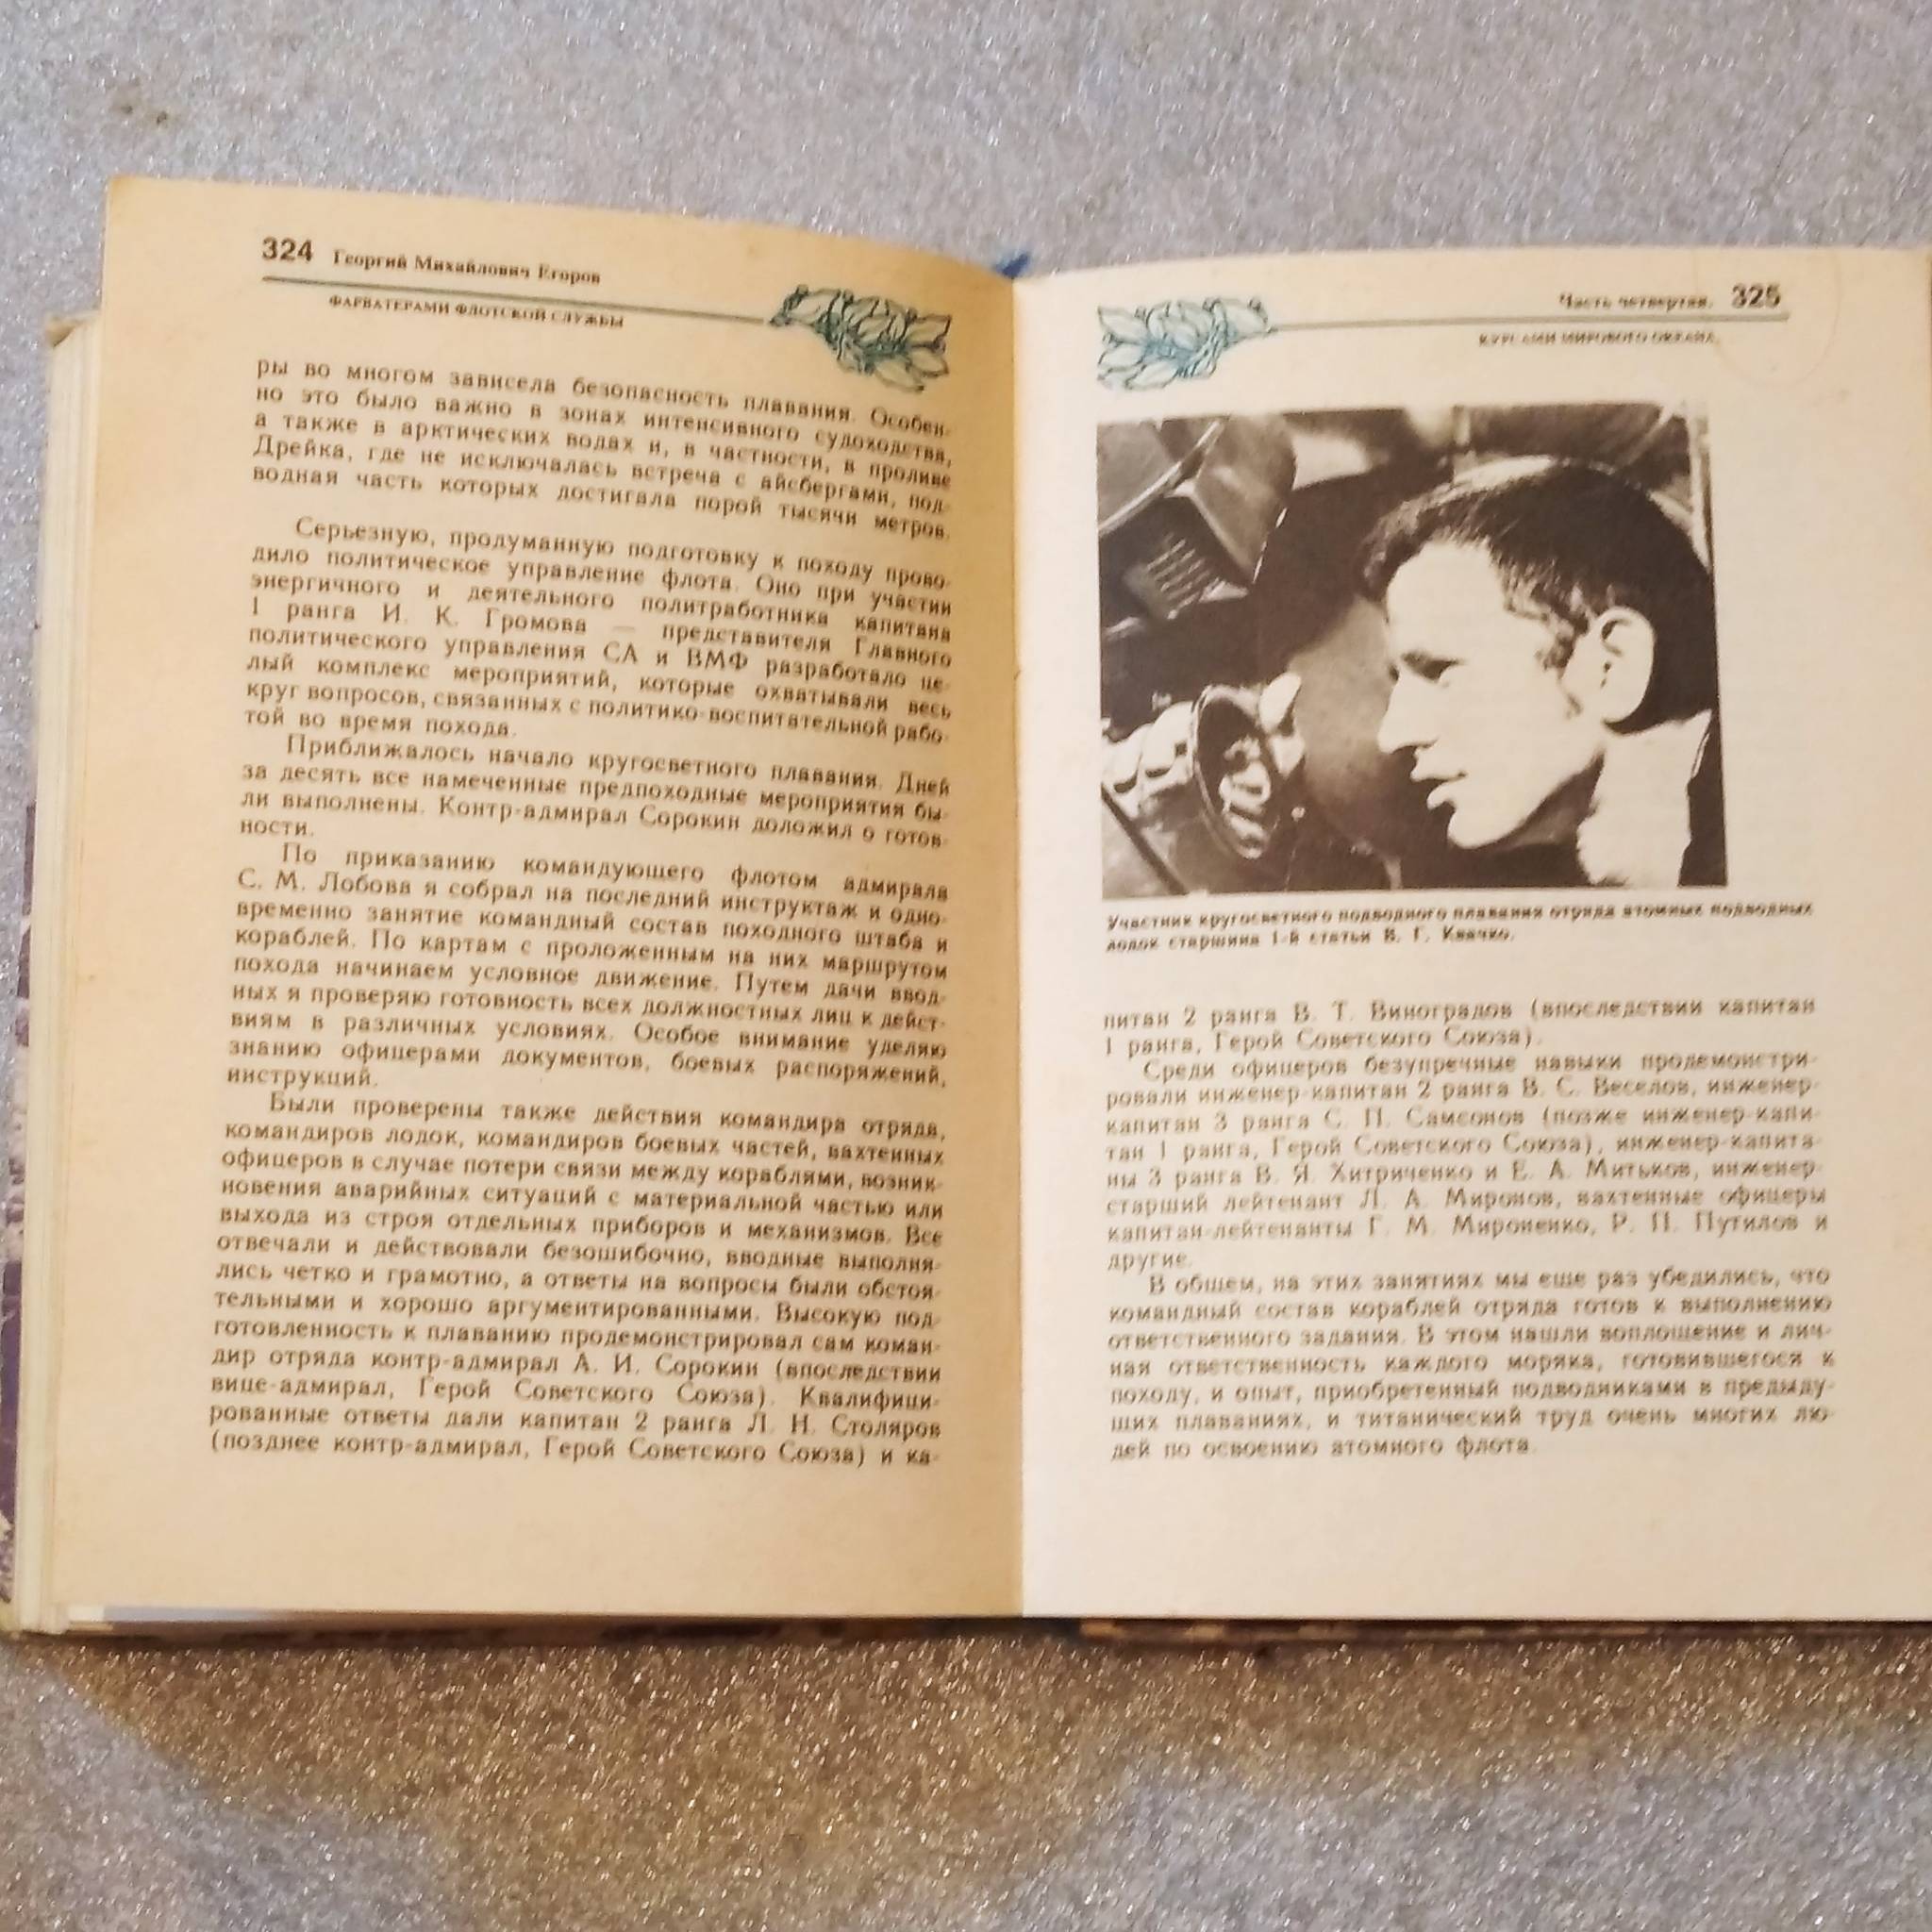 324 Георгий Михайлович Егоров
ФАРВАТЕРАМИ ФЛОТСКОЙ СЛУЖБЫ
ры во многом зависела безопасность плавания. Особен-
но это было важно в зонах интенсивного судоходства,
а также в арктических водах и, в частности, в проливе
Дрейка, где не исключалась встреча с айсбергами, под-
водная часть которых достигала порой тысячи метров.
Серьезную, продуманную подготовку к походу прово-
дило политическое управление флота. Оно при участии
энергичного и деятельного политработника капитана
1 ранга И. К. Громова — представителя Главного
политического управления СА и ВМФ разработало це-
лый комплекс мероприятий, которые охватывали весь
круг вопросов, связанных с политико-воспитательной рабо-
той во время похода.
Приближалось начало кругосветного плавания. Дней
за десять все намеченные предпоходные мероприятия бы-
ли выполнены. Контр-адмирал Сорокин доложил о готов-
ности.
По приказанию командующего флотом адмирала
С. М. Лобова я собрал на последний инструктаж и одно-
временно занятие командный состав походного штаба и
кораблей. По картам с проложенным на них маршрутом
похода начинаем условное движение. Путем дачи ввод-
ных я проверяю готовность всех должностных лиц к дейст-
виям в различных условиях. Особое внимание уделяю
знанию офицерами документов, боевых распоряжений,
инструкций.
Были проверены также действия командира отряда,
командиров лодок, командиров боевых частей, вахтенных
офицеров в случае потери связи между кораблями, возник-
новения аварийных ситуаций с материальной частью или
выхода из строя отдельных приборов и механизмов. Все
отвечали и действовали безошибочно, вводные выполня-
лись четко и грамотно, а ответы на вопросы были обстоя-
тельными и хорошо аргументированными. Высокую под-
готовленность к плаванию продемонстрировал сам коман-
дир отряда контр-адмирал А. И. Сорокин (впоследствии
вице-адмирал, Герой Советского Союза). Квалифици-
рованные ответы дали капитан 2 ранга Л. Н. Столяров
(позднее контр-адмирал, Герой Советского Союза) и ка-
Часть четвертая. 325
КУРСАМИ МИРОВОГО ОКЕАНА.
Участник кругосветного подводного плавания отряда атомных подводных
лодок старшина 1-й статьи В. Г. Квачко.
питан 2 ранга В. Т. Виноградов (впоследствии капитан
1 ранга, Герой Советского Союза).
Среди офицеров безупречные навыки продемонстри-
ровали инженер-капитан 2 ранга В. С. Веселов, инженер-
капитан 3 ранга С. П. Самсонов (позже инженер-капи-
тан 1 ранга, Герой Советского Союза), инженер-капита-
ны 3 ранга В. Я. Хитриченко и Е. А. Митьков, инженер-
старший лейтенант Л. А. Миронов, вахтенные офицеры
капитан-лейтенанты Г. М. Мироненко, Р. П. Путилов и
другие.
В общем, на этих занятиях мы еще раз убедились, что
командный состав кораблей отряда готов к выполнению
ответственного задания. В этом нашли воплощение и лич-
ная ответственность каждого моряка, готовившегося к
походу, и опыт, приобретенный подводниками в предыду-
щих плаваниях, и титанический труд очень многих лю-
дей по освоению атомного флота.